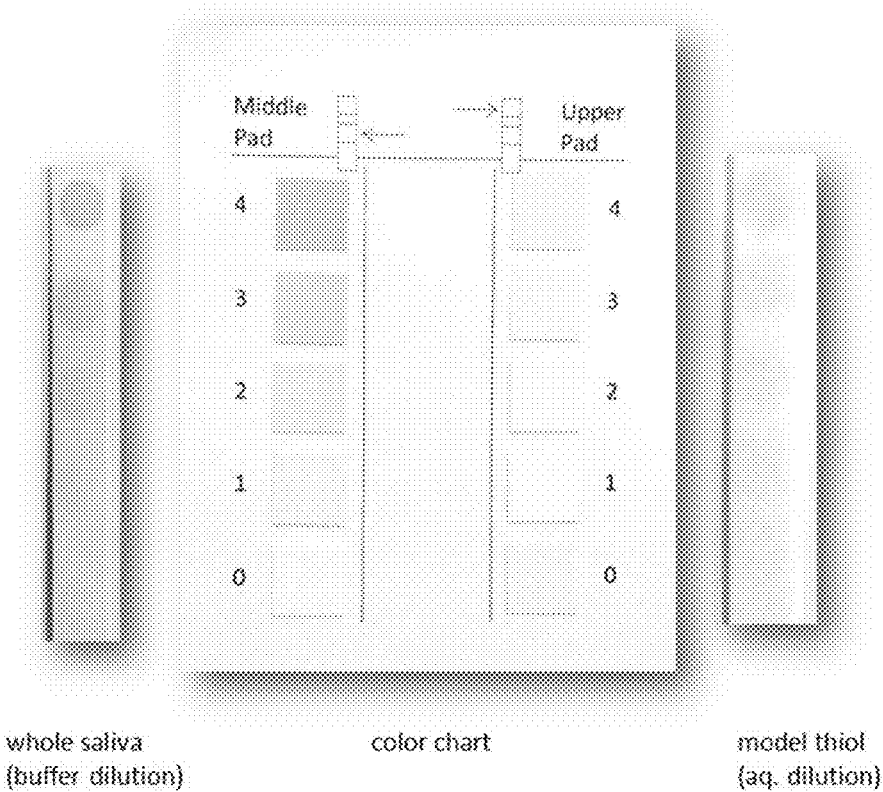 Middle
Pad
Upper
Pad
4
4
3
3
2
2
1
1
0
0
whole saliva
(buffer dilution)
color chart
model thiol
(aq. dilution)